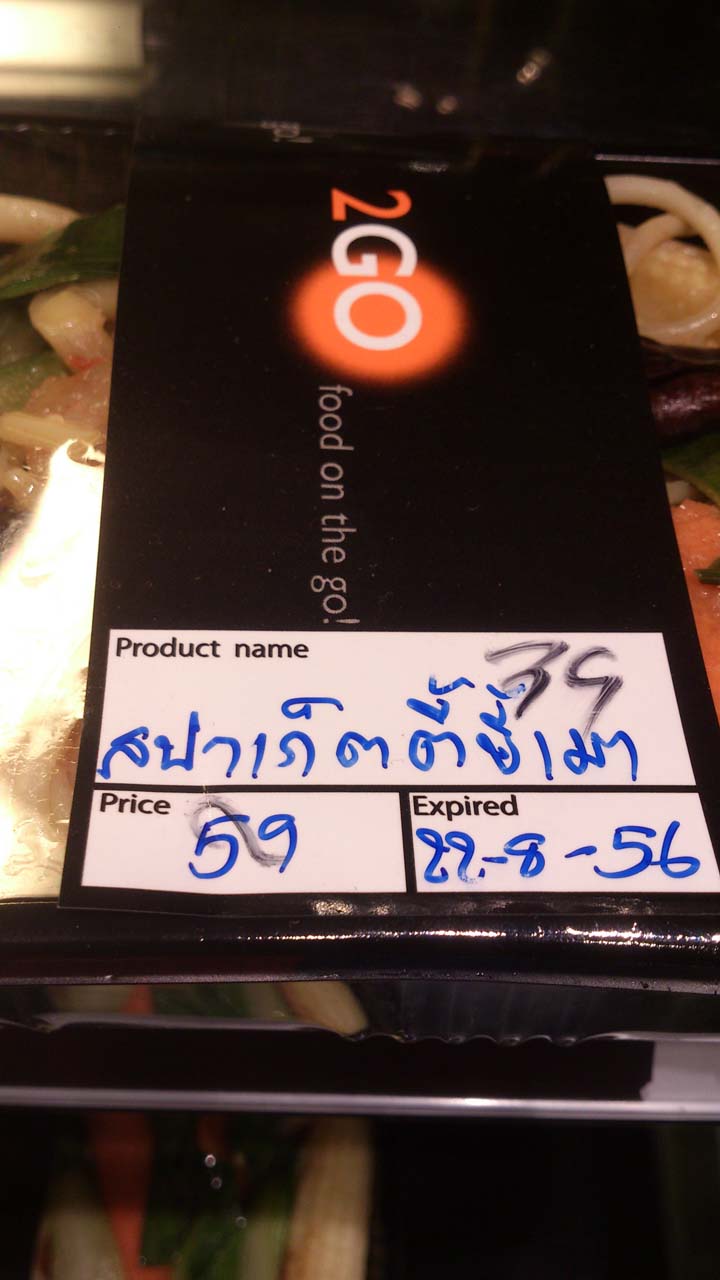 2GO
food on the go!
Product name
39
สปาเก็ตตี้ขี้เมา
Price
59
Expired
22-8-56